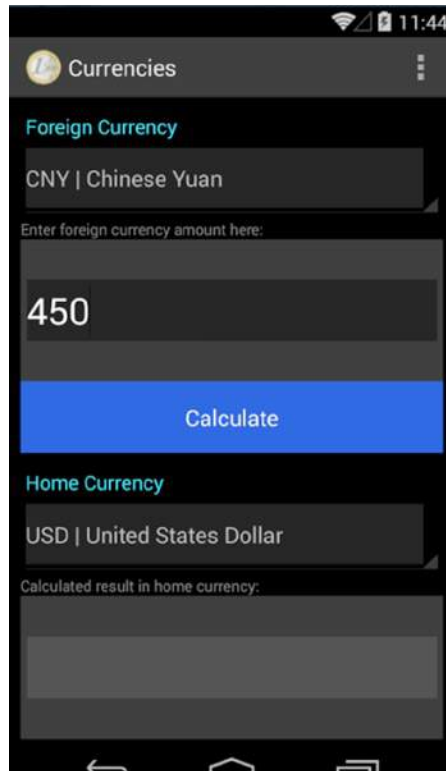 11:44
Currencies
Foreign Currency
CNY | Chinese Yuan
Enter foreign currency amount here:
450
Calculate
Home Currency
USD | United States Dollar
Calculated result in home currency: